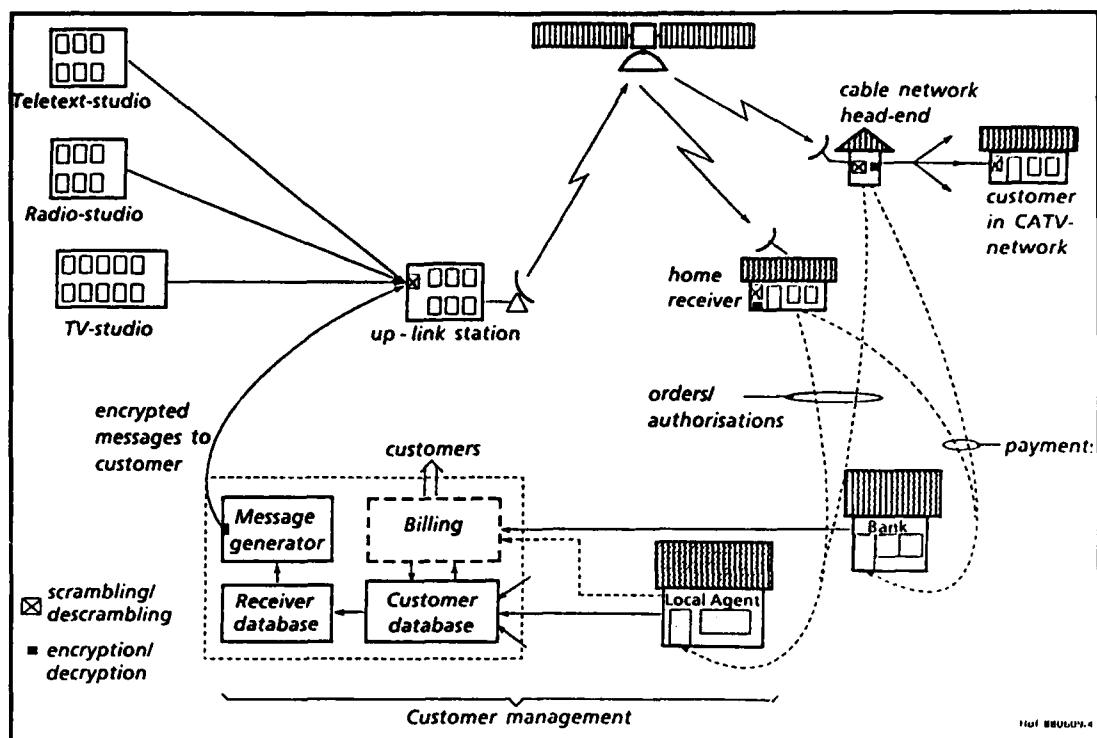 Teletext-studio
Radio-studio
TV-studio
up - link station
cable network
head-end
customer
in CATV-
network
home
receiver
orders/
authorisations
payment
encrypted
messages to
customer
customers
Message
generator
Billing
Receiver
database
Customer
database
Local Agent
Bank
scrambling/
descrambling
encryption/
decryption
Customer management